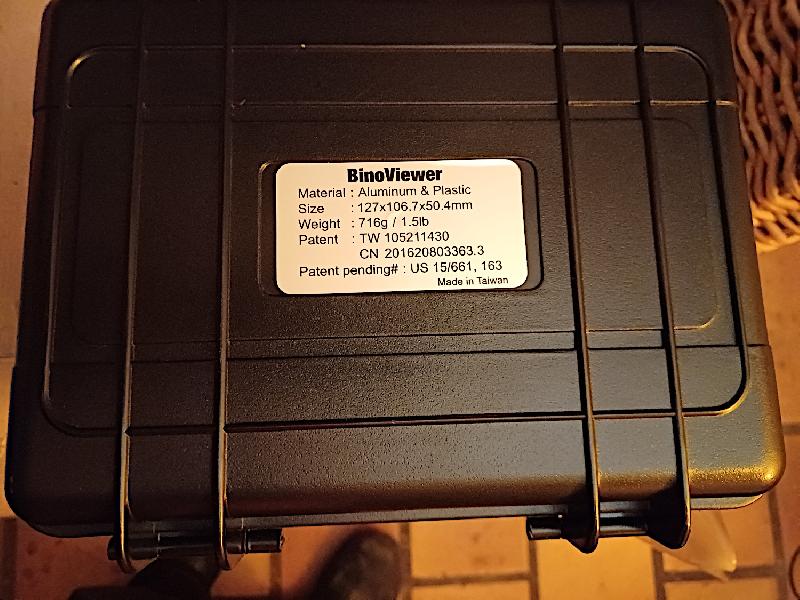 BinoViewer
Material : Aluminum & Plastic
Size : 127x106.7x50.4mm
Weight : 716g / 1.5lb
Patent : TW 105211430
CN 201620803363.3
Patent pending# : US 15/661, 163
Made in Taiwan